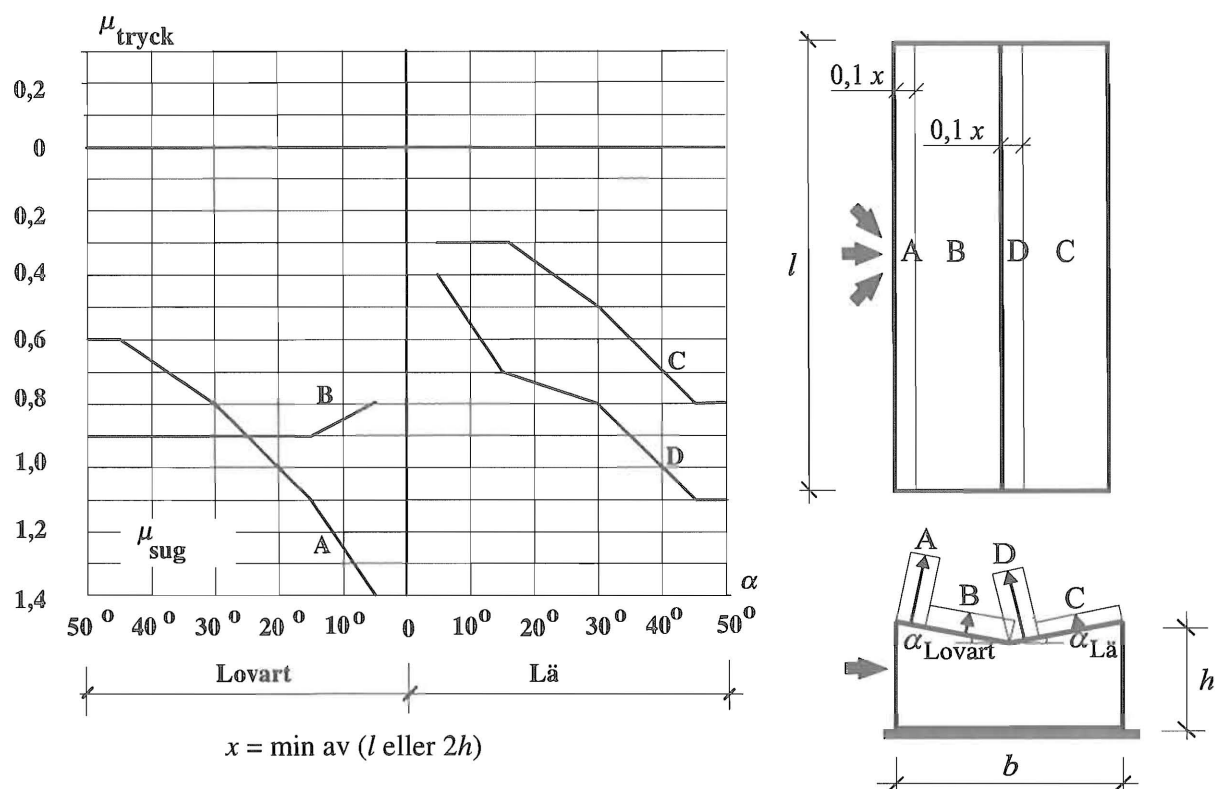 μtryck
0,2
0
0,2
0,4
0,6
0,8
1,0
1,2
1,4
μsug
A
B
C
D
α
50° 40° 30° 20° 10° 0 10° 20° 30° 40° 50°
Lovart Lä
x = min av (l eller 2h)
0,1 x
0,1 x
l
A B D C
A
D
B
C
αLovart
αLä
h
b